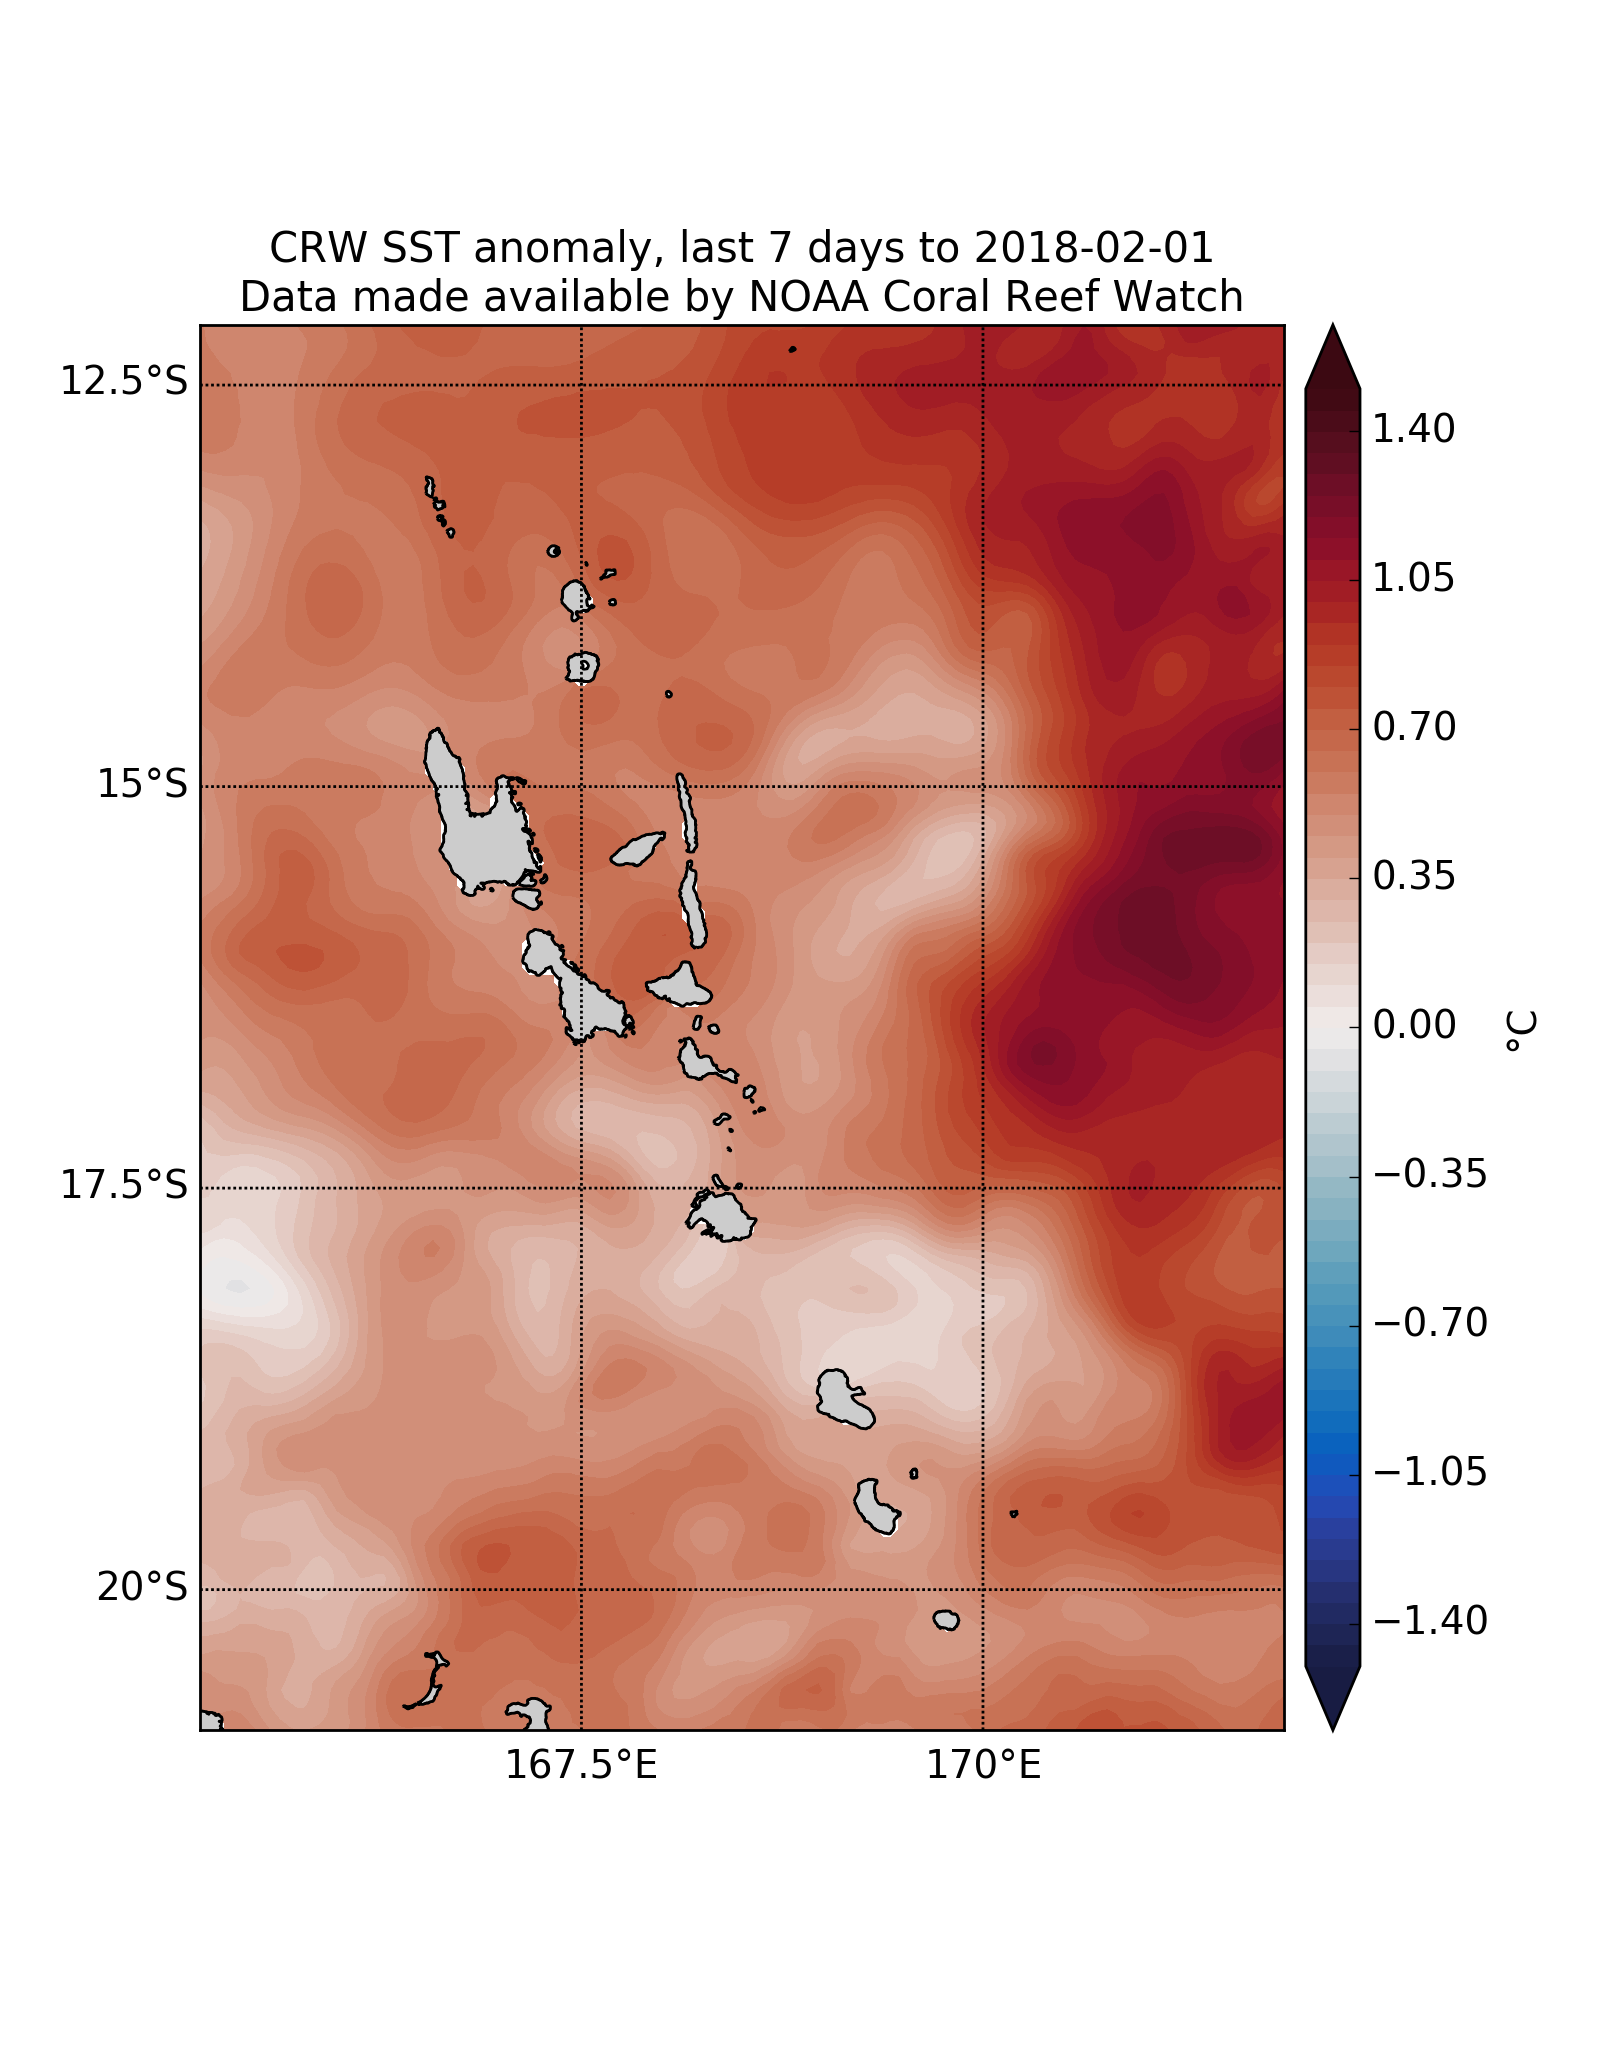 CRW SST anomaly, last 7 days to 2018-02-01
Data made available by NOAA Coral Reef Watch
12.5°S
15°S
17.5°S
20°S
167.5°E
170°E
1.40
1.05
0.70
0.35
0.00
−0.35
−0.70
−1.05
−1.40
°C